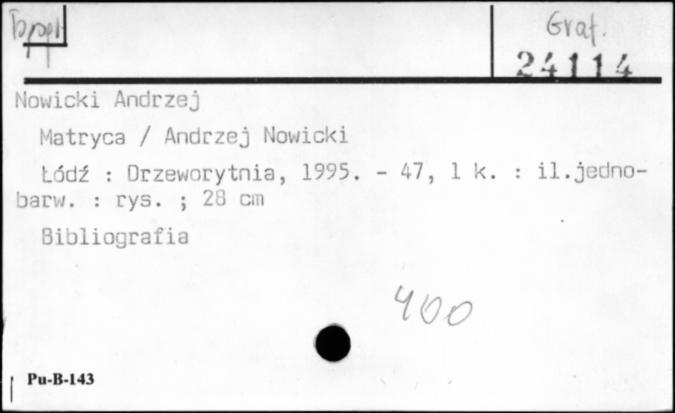 Graf.
24114
Nowicki Andrzej
Matryca / Andrzej Nowicki
Łódź : Drzeworytnia, 1995. - 47, 1 k. : il.jedno-
barw. : rys. ; 28 cm
Bibliografia
400
Pu-B-143